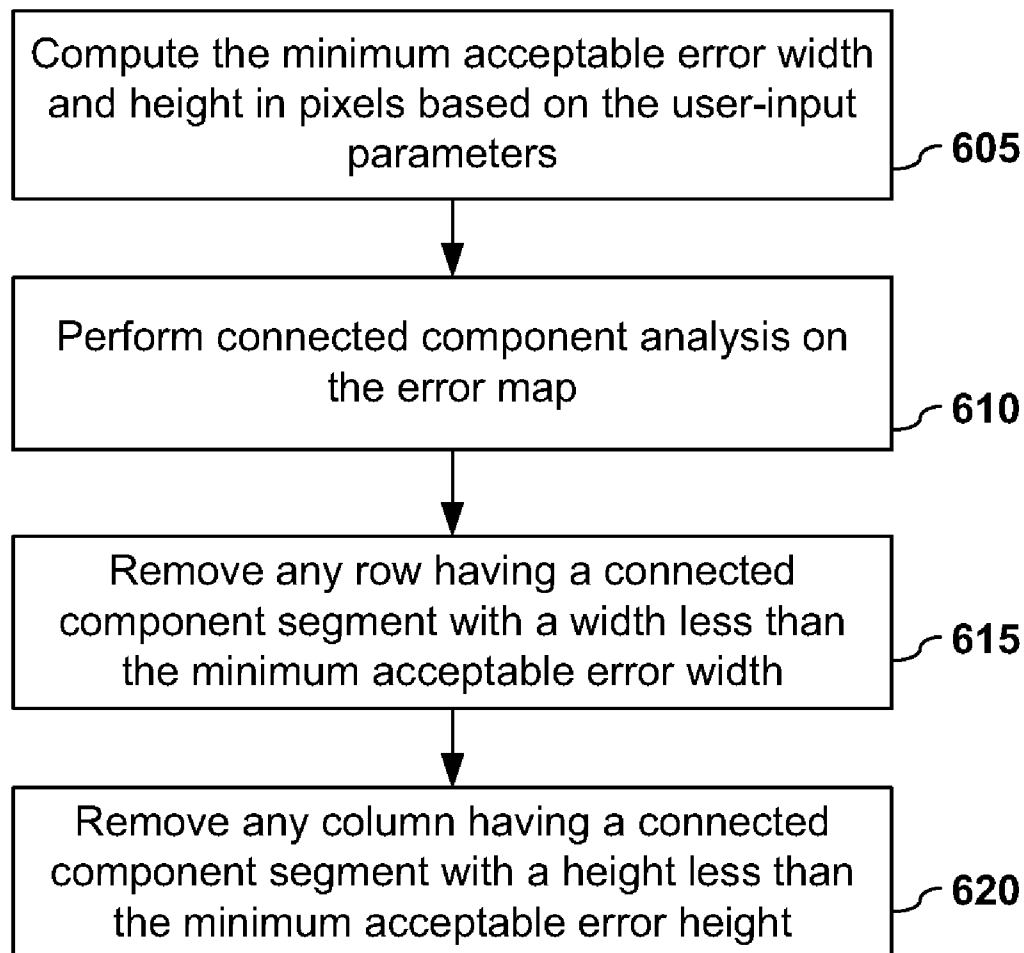 Compute the minimum acceptable error width
and height in pixels based on the user-input
parameters
605
Perform connected component analysis on
the error map
610
Remove any row having a connected
component segment with a width less than
the minimum acceptable error width
615
Remove any column having a connected
component segment with a height less than
the minimum acceptable error height
620